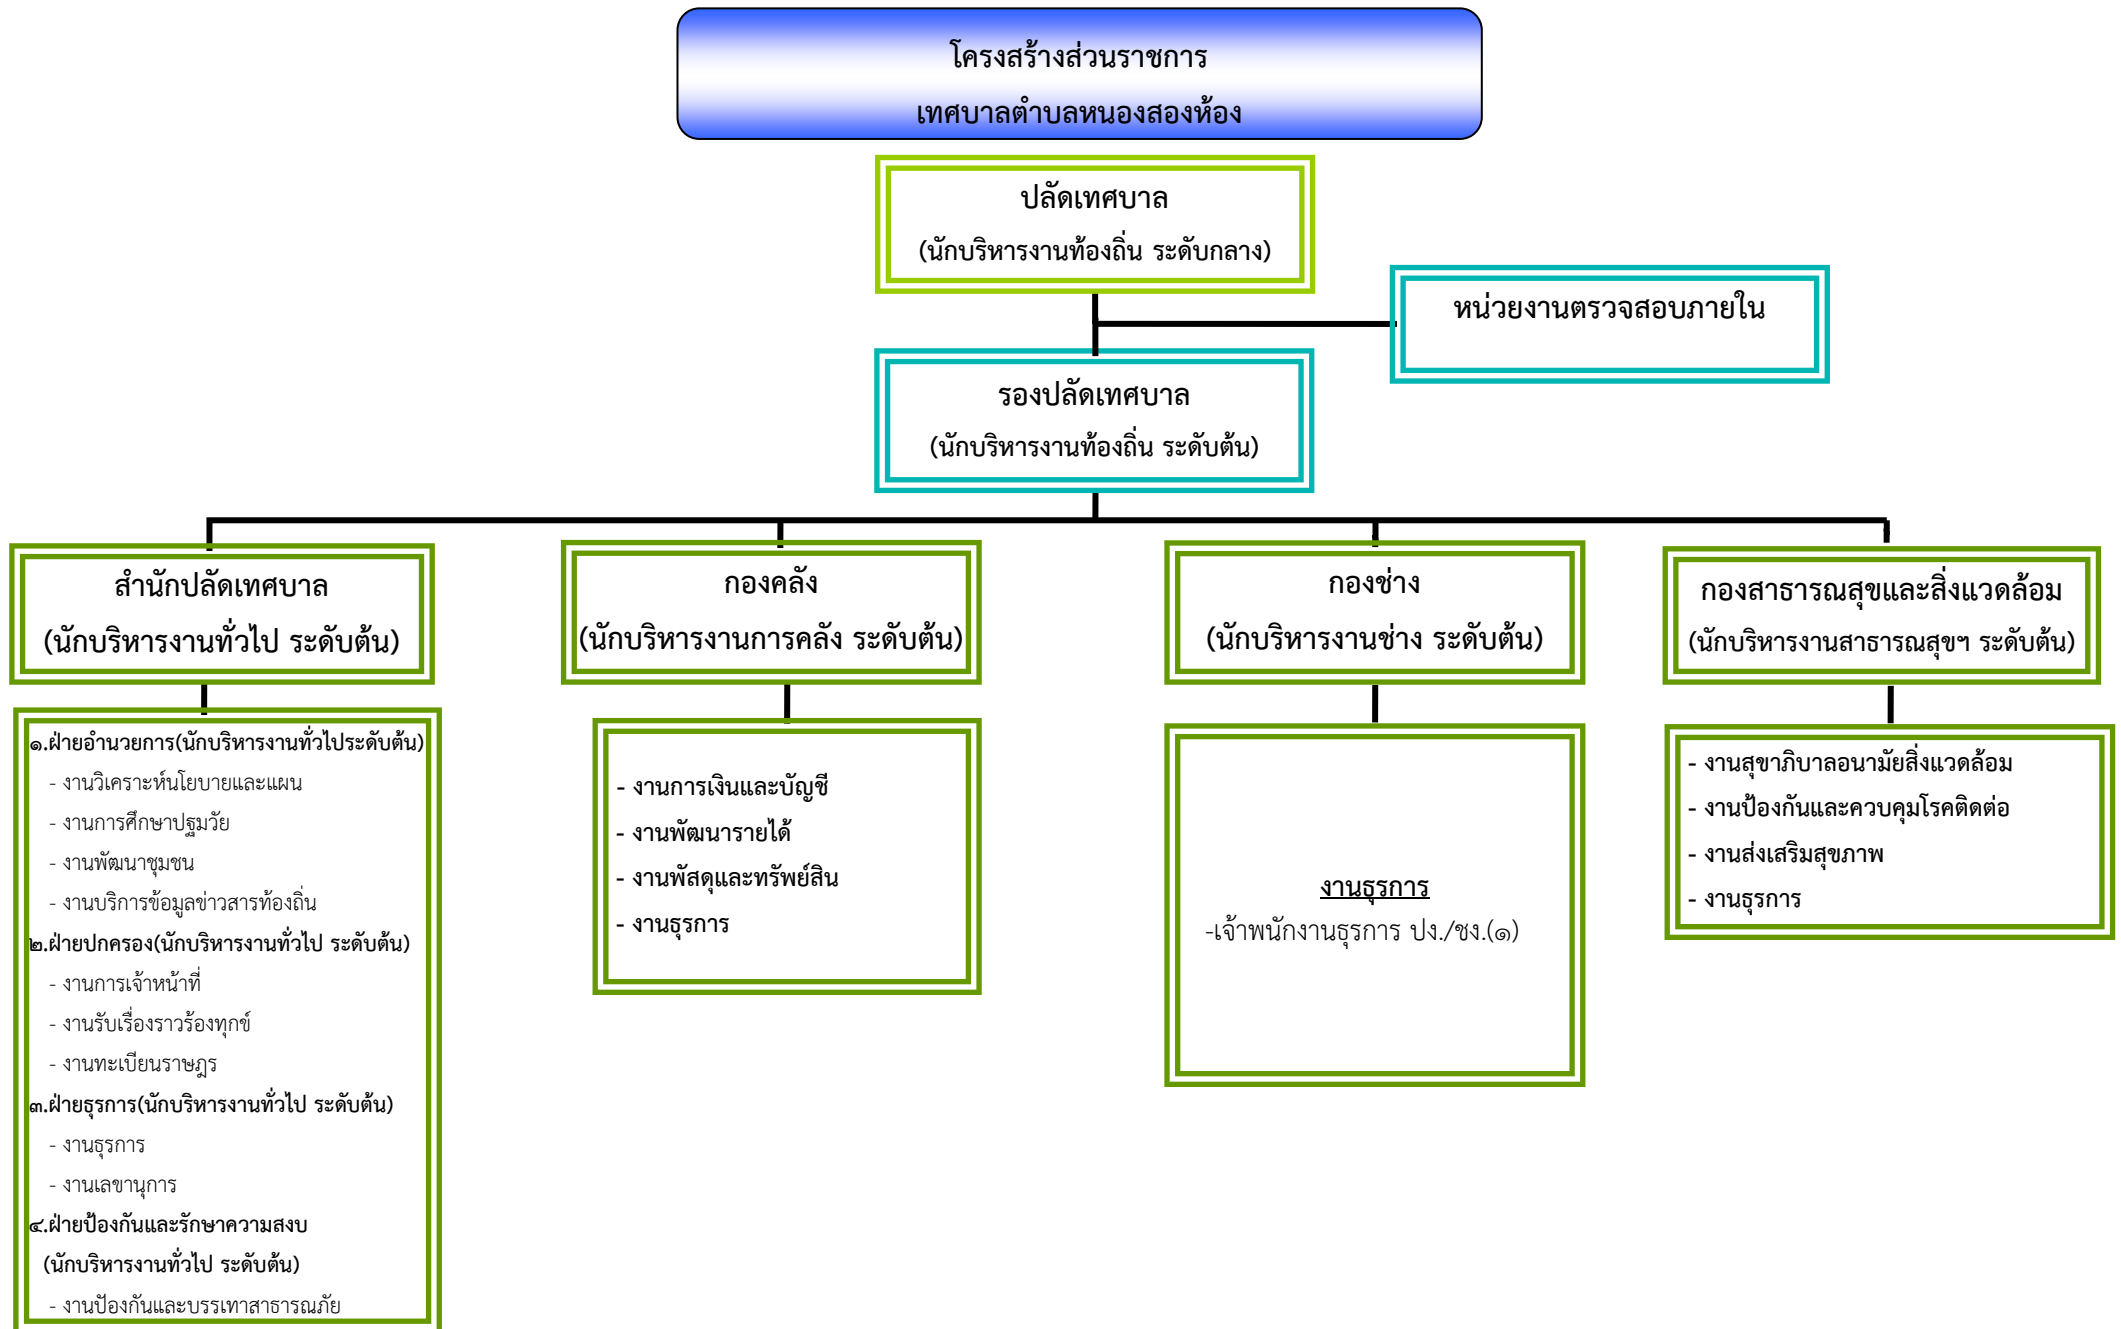 โครงสร้างส่วนราชการ
เทศบาลตำบลหนองสองห้อง
ปลัดเทศบาล
(นักบริหารงานท้องถิ่น ระดับกลาง)
หน่วยงานตรวจสอบภายใน
รองปลัดเทศบาล
(นักบริหารงานท้องถิ่น ระดับต้น)
สำนักปลัดเทศบาล
(นักบริหารงานทั่วไป ระดับต้น)
กองคลัง
(นักบริหารงานการคลัง ระดับต้น)
กองช่าง
(นักบริหารงานช่าง ระดับต้น)
กองสาธารณสุขและสิ่งแวดล้อม
(นักบริหารงานสาธารณสุขฯ ระดับต้น)
๑.ฝ่ายอำนวยการ(นักบริหารงานทั่วไประดับต้น)
- งานวิเคราะห์นโยบายและแผน
- งานการศึกษาปฐมวัย
- งานพัฒนาชุมชน
- งานบริการข้อมูลข่าวสารท้องถิ่น
๒.ฝ่ายปกครอง(นักบริหารงานทั่วไป ระดับต้น)
- งานการเจ้าหน้าที่
- งานรับเรื่องราวร้องทุกข์
- งานทะเบียนราษฎร
๓.ฝ่ายธุรการ(นักบริหารงานทั่วไป ระดับต้น)
- งานธุรการ
- งานเลขานุการ
๔.ฝ่ายป้องกันและรักษาความสงบ
(นักบริหารงานทั่วไป ระดับต้น)
- งานป้องกันและบรรเทาสาธารณภัย
- งานการเงินและบัญชี
- งานพัฒนารายได้
- งานพัสดุและทรัพย์สิน
- งานธุรการ
งานธุรการ
-เจ้าพนักงานธุรการ ปง./ชง.(๑)
- งานสุขาภิบาลอนามัยสิ่งแวดล้อม
- งานป้องกันและควบคุมโรคติดต่อ
- งานส่งเสริมสุขภาพ
- งานธุรการ